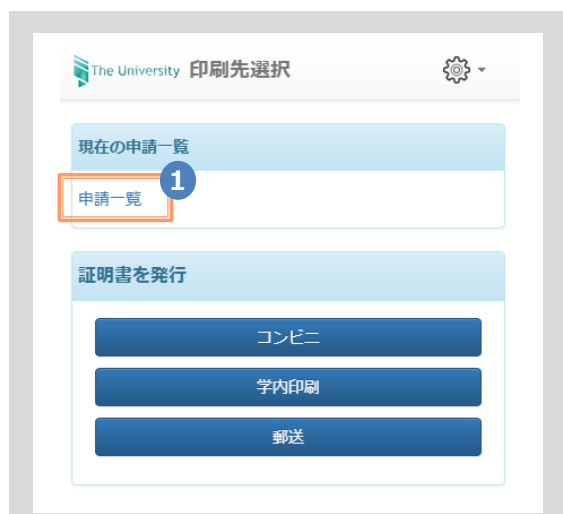 The University 印刷先選択
現在の申請一覧
申請一覧
1
証明書を発行
コンビニ
学内印刷
郵送